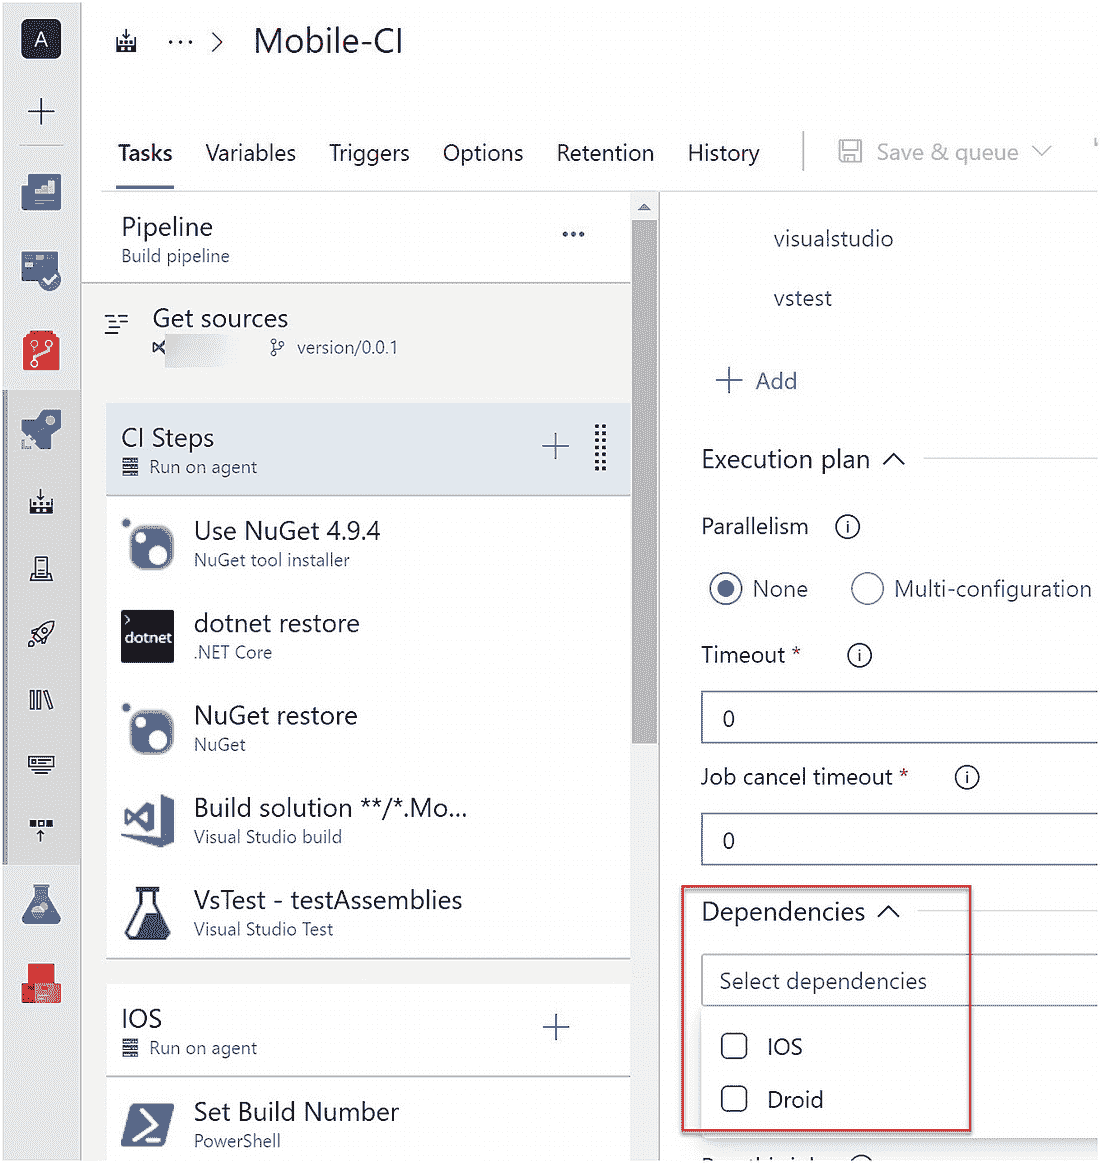 A
Mobile-CI
Tasks
Variables
Triggers
Options
Retention
History
Save & queue
Pipeline
Build pipeline
Get sources
version/0.0.1
CI Steps
Run on agent
Use NuGet 4.9.4
NuGet tool installer
dotnet
dotnet restore
.NET Core
NuGet restore
NuGet
Build solution **/*.Mo...
Visual Studio build
VsTest - testAssemblies
Visual Studio Test
IOS
Run on agent
Set Build Number
PowerShell
visualstudio
vstest
Add
Execution plan
Parallelism
None
Multi-configuration
Timeout *
0
Job cancel timeout *
0
Dependencies
Select dependencies
IOS
Droid